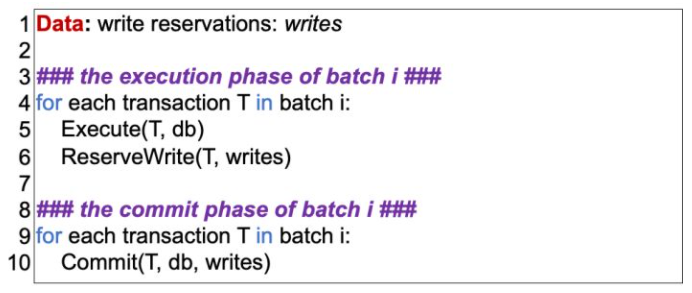 1 Data: write reservations: writes
2
3 ### the execution phase of batch i ###
4 for each transaction T in batch i:
5 Execute(T, db)
6 ReserveWrite(T, writes)
7
8 ### the commit phase of batch i ###
9 for each transaction T in batch i:
10 Commit(T, db, writes)